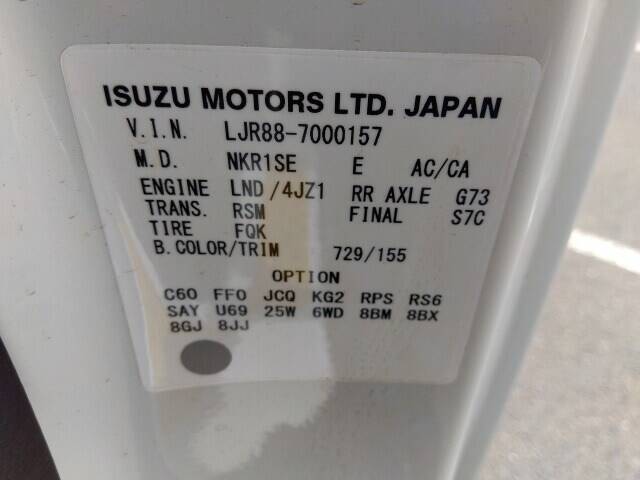 ISUZU MOTORS LTD. JAPAN
V.I.N. LJR88-7000157
M.D. NKR1SE E AC/CA
ENGINE LND/4JZ1 RR AXLE G73
TRANS. RSM FINAL S7C
TIRE FQK
B.COLOR/TRIM 729/155
OPTION
C60 FF0 JCQ KG2 RPS RS6
SAY U69 25W 6WD 8BM 8BX
8GJ 8JJ